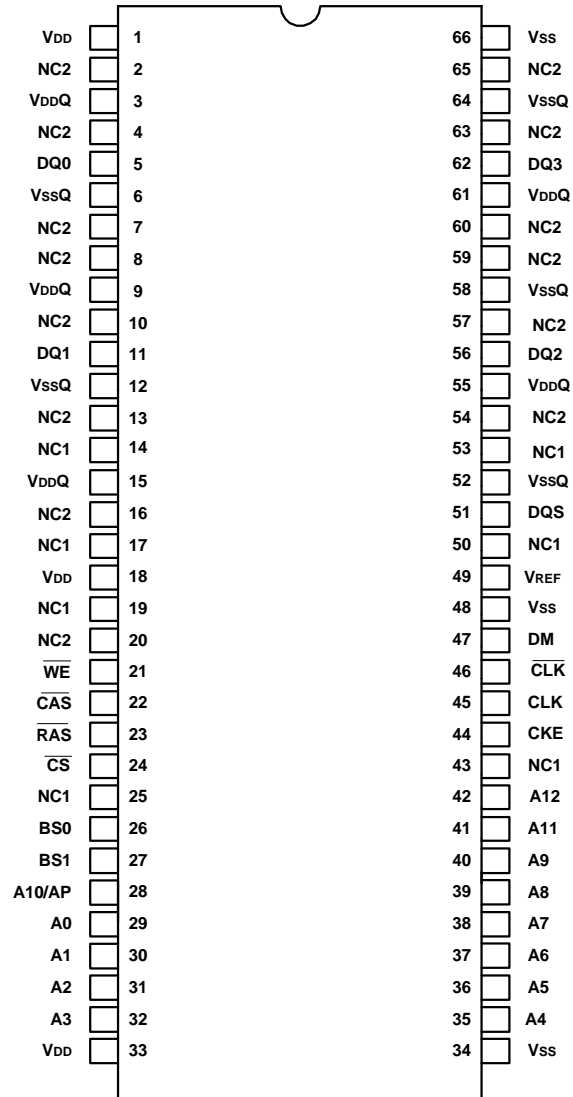 VDD 1 66 VSS
NC2 2 65 NC2
VDDQ 3 64 VSSQ
NC2 4 63 NC2
DQ0 5 62 DQ3
VSSQ 6 61 VDDQ
NC2 7 60 NC2
NC2 8 59 NC2
VDDQ 9 58 VSSQ
NC2 10 57 NC2
DQ1 11 56 DQ2
VSSQ 12 55 VDDQ
NC2 13 54 NC2
NC1 14 53 NC1
VDDQ 15 52 VSSQ
NC2 16 51 DQS
NC1 17 50 NC1
VDD 18 49 VREF
NC1 19 48 VSS
NC2 20 47 DM
W̅E̅ 21 46 C̅L̅K̅
C̅A̅S̅ 22 45 CLK
R̅A̅S̅ 23 44 CKE
C̅S̅ 24 43 NC1
NC1 25 42 A12
BS0 26 41 A11
BS1 27 40 A9
A10/AP 28 39 A8
A0 29 38 A7
A1 30 37 A6
A2 31 36 A5
A3 32 35 A4
VDD 33 34 VSS